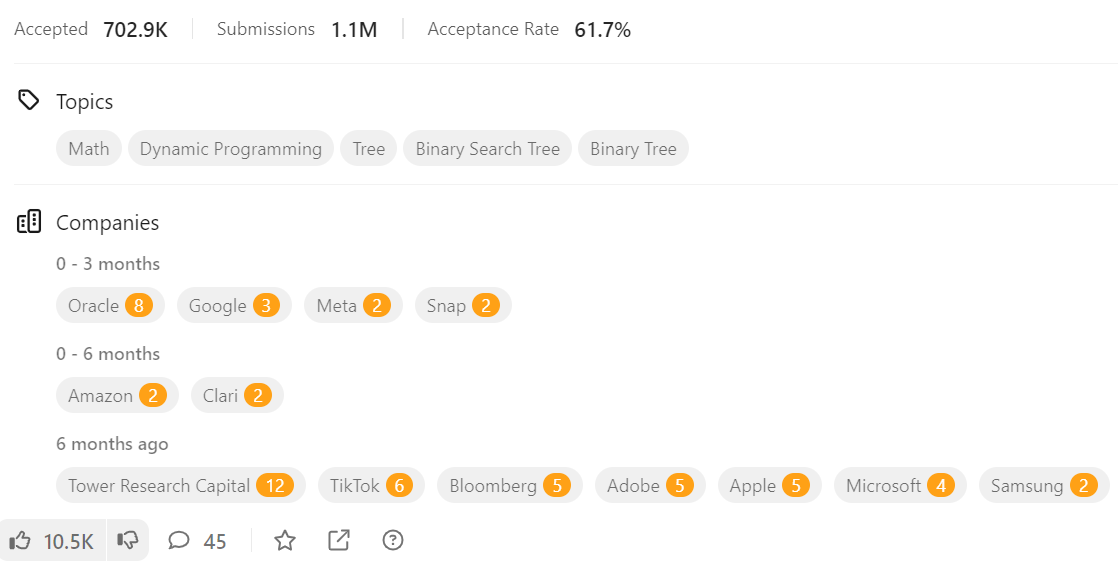 Accepted 702.9K Submissions 1.1M Acceptance Rate 61.7%
Topics
Math Dynamic Programming Tree Binary Search Tree Binary Tree
Companies
0 - 3 months
Oracle 8 Google 3 Meta 2 Snap 2
0 - 6 months
Amazon 2 Clari 2
6 months ago
Tower Research Capital 12 TikTok 6 Bloomberg 5 Adobe 5 Apple 5 Microsoft 4 Samsung 2
10.5K 45